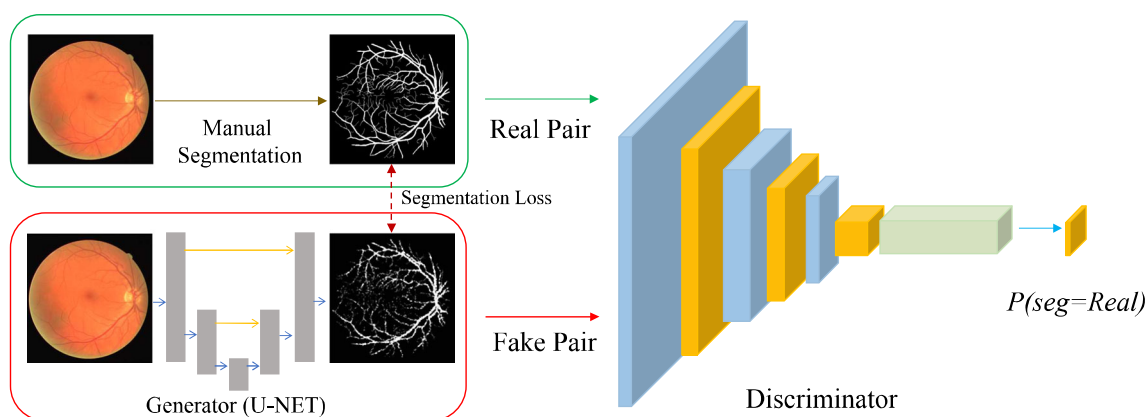 Manual
Segmentation
Real Pair
Segmentation Loss
P(seg=Real)
Fake Pair
Generator (U-NET)
Discriminator